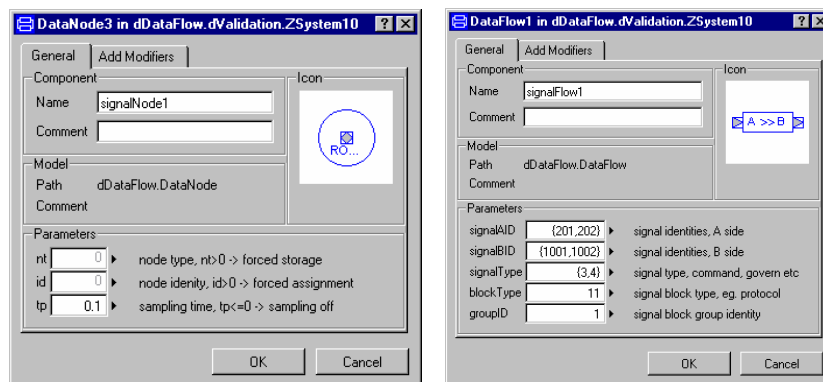 DataNode3 in dDataFlow.dValidation.ZSystem10
General Add Modifiers
Component
Name signalNode1
Comment
Icon
RO...
Model
Path dDataFlow.DataNode
Comment
Parameters
nt 0 node type, nt>0 -> forced storage
id 0 node idenity, id>0 -> forced assignment
tp 0.1 sampling time, tp<=0 -> sampling off
OK Cancel
DataFlow1 in dDataFlow.dValidation.ZSystem10
General Add Modifiers
Component
Name signalFlow1
Comment
Icon
A >> B
Model
Path dDataFlow.DataFlow
Comment
Parameters
signalAID {201,202} signal identities, A side
signalBID {1001,1002} signal identities, B side
signalType {3,4} signal type, command, govern etc
blockType 11 signal block type, eg. protocol
groupID 1 signal block group identity
OK Cancel